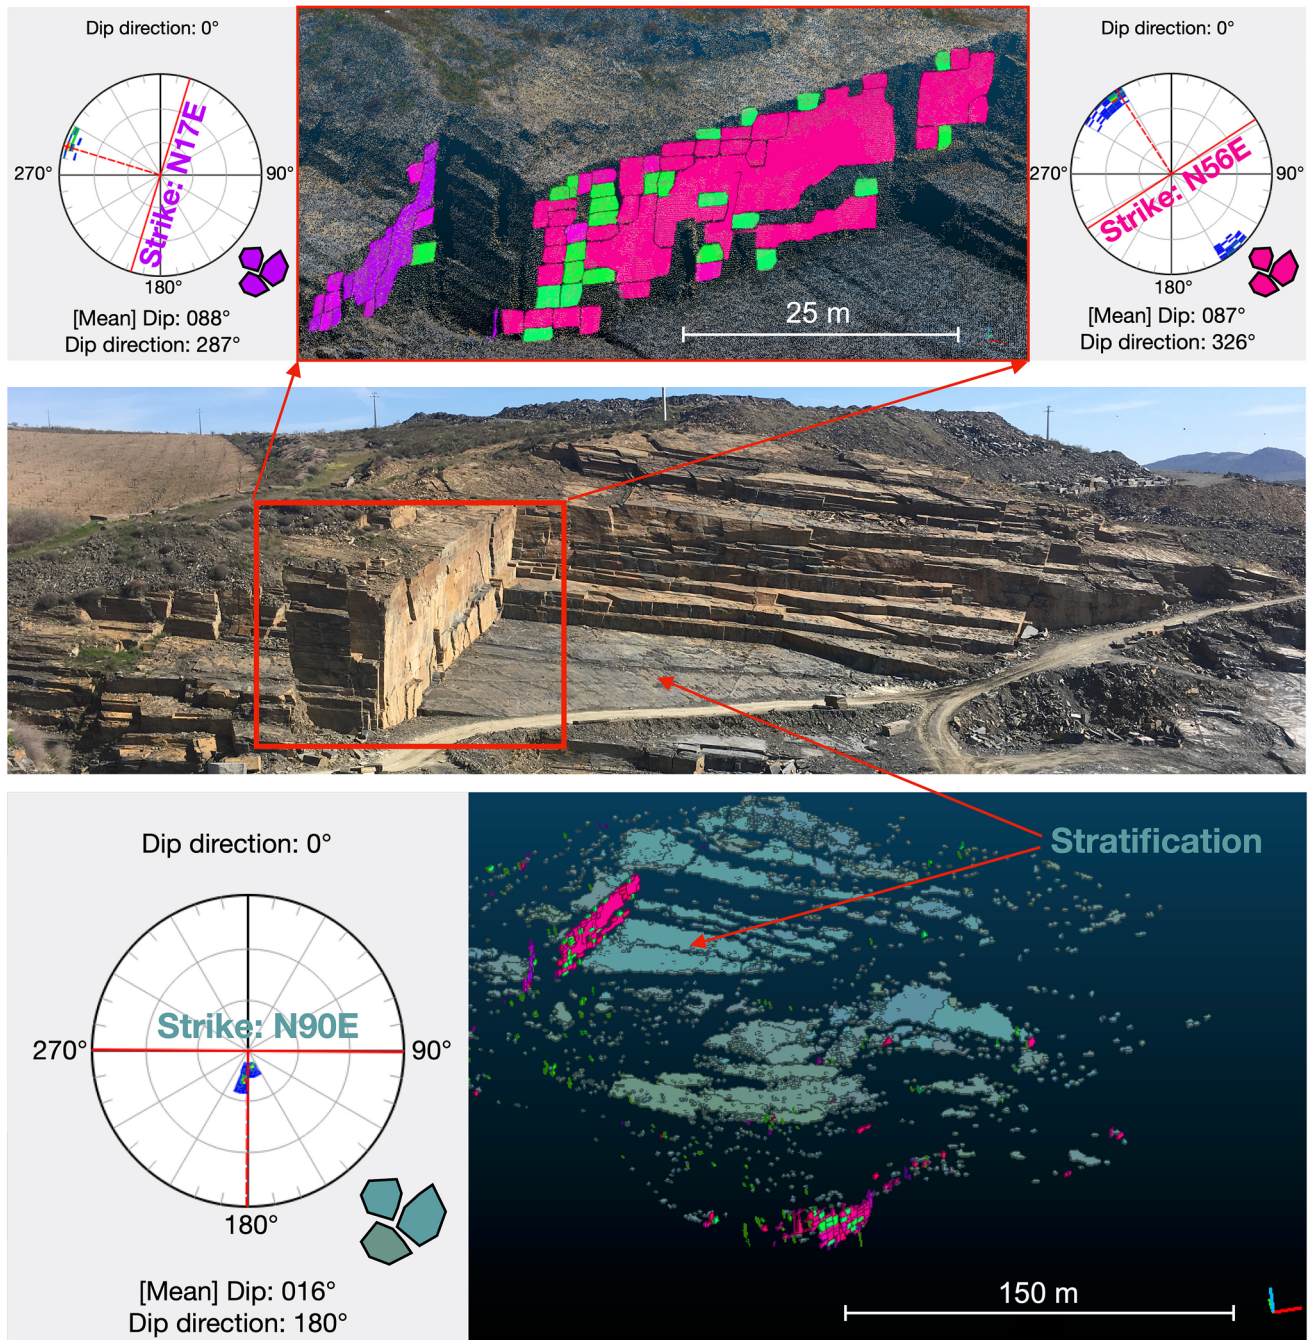 Dip direction: 0°
270°
90°
180°
Strike: N17E
[Mean] Dip: 088°
Dip direction: 287°
25 m
Dip direction: 0°
270°
90°
180°
Strike: N56E
[Mean] Dip: 087°
Dip direction: 326°
Stratification
Dip direction: 0°
Strike: N90E
270°
90°
180°
[Mean] Dip: 016°
Dip direction: 180°
150 m